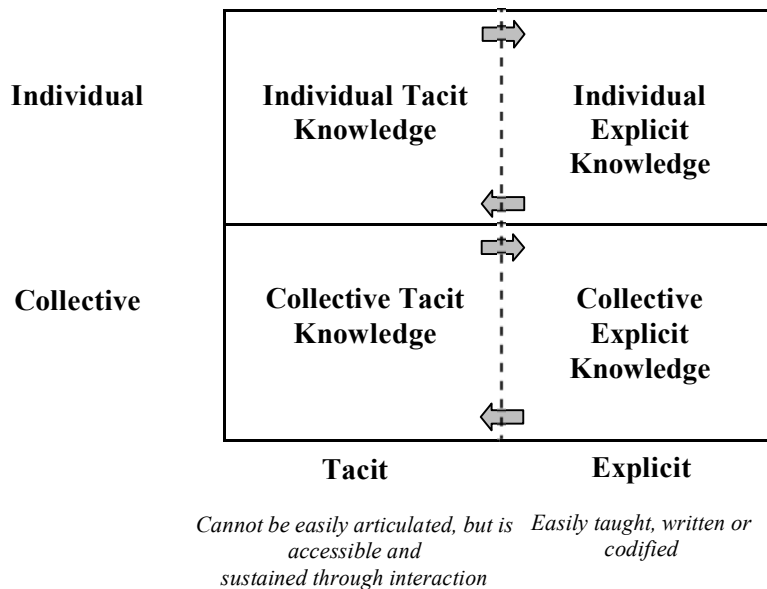 Individual
Individual Tacit
Knowledge
Individual
Explicit
Knowledge
Collective
Collective Tacit
Knowledge
Collective
Explicit
Knowledge
Tacit
Explicit
Cannot be easily articulated, but is
accessible and
sustained through interaction
Easily taught, written or
codified